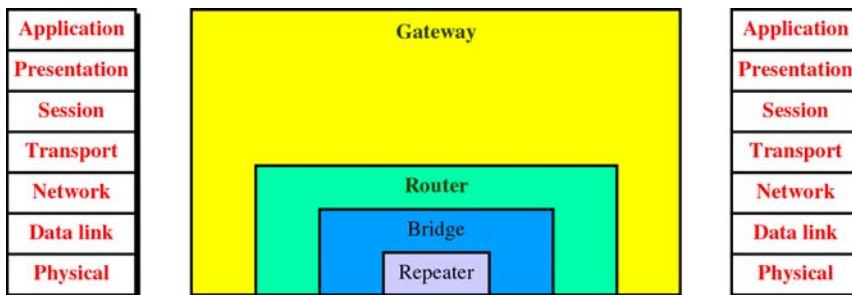 Application
Presentation
Session
Transport
Network
Data link
Physical
Gateway
Router
Bridge
Repeater
Application
Presentation
Session
Transport
Network
Data link
Physical